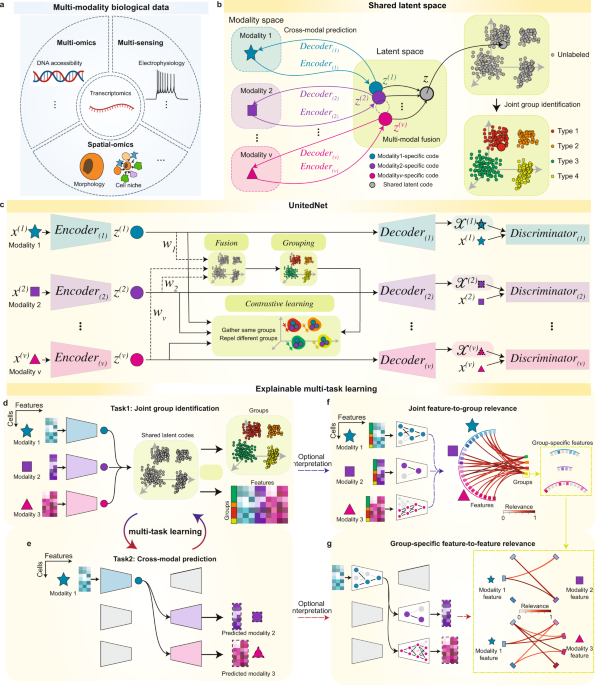 a
Multi-modality biological data
Multi-omics
Multi-sensing
DNA accessibility
Electrophysiology
Transcriptomics
Spatial-omics
Morphology
Cell niche
b
Shared latent space
Modality space
Cross-modal prediction
Modality 1
Decoder(1)
Encoder(1)
Latent space
z(1)
z
Modality 2
Decoder(2)
Encoder(2)
z(2)
Modality v
Decoder(v)
Encoder(v)
z(v)
Multi-modal fusion
Modality1-specific code
Modality2-specific code
Modalityv-specific code
Shared latent code
Unlabeled
Joint group identification
Type 1
Type 2
Type 3
Type 4
c
UnitedNet
x(1)
Modality 1
Encoder(1)
z(1)
w1
Fusion
Grouping
Decoder(1)
X(1)
x(1)
Discriminator(1)
x(2)
Modality 2
Encoder(2)
z(2)
w2
wv
Contrastive learning
Gather same groups
Repel different groups
Decoder(2)
X(2)
x(2)
Discriminator(2)
x(v)
Modality v
Encoder(v)
z(v)
Decoder(v)
X(v)
x(v)
Discriminator(v)
Explainable multi-task learning
d
Features
Cells
Task1: Joint group identification
Modality 1
Modality 2
Modality 3
Shared latent codes
Groups
Features
Groups
multi-task learning
Optional
nterpretation
e
Features
Cells
Task2: Cross-modal prediction
Modality 1
Predicted modality 2
Predicted modality 3
Optional
nterpretation
f
Joint feature-to-group relevance
Features
Cells
Modality 1
Modality 2
Modality 3
Groups
Features
Relevance
0 1
Group-specific features
g
Group-specific feature-to-feature relevance
Modality 1
feature
Modality 2
feature
Relevance
0 1
Modality 1
feature
Modality 3
feature